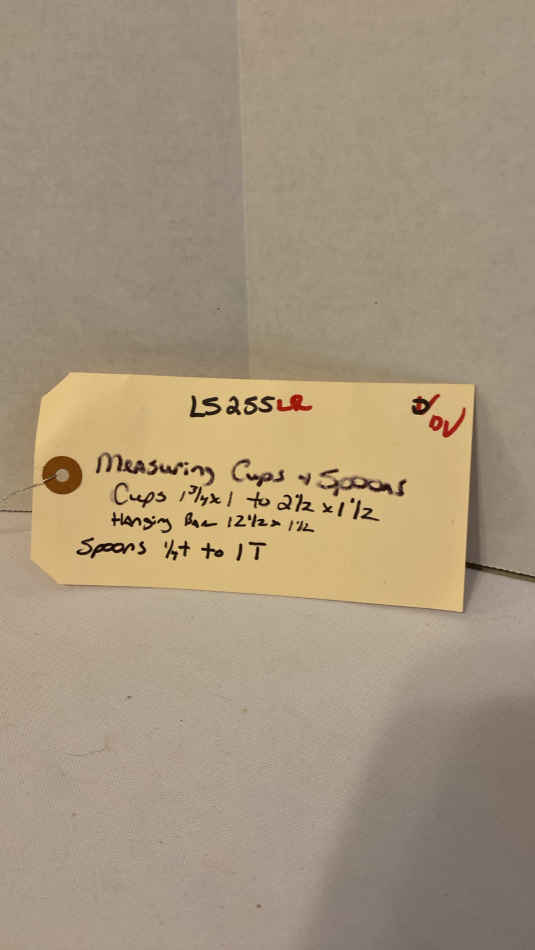 LS255LR
DV
Measuring Cups & Spoons
Cups 1 3/4 x 1 to 2 1/2 x 1 1/2
Hanging Bar 12 1/2 x 1 1/2
Spoons 1/4 t to 1 T